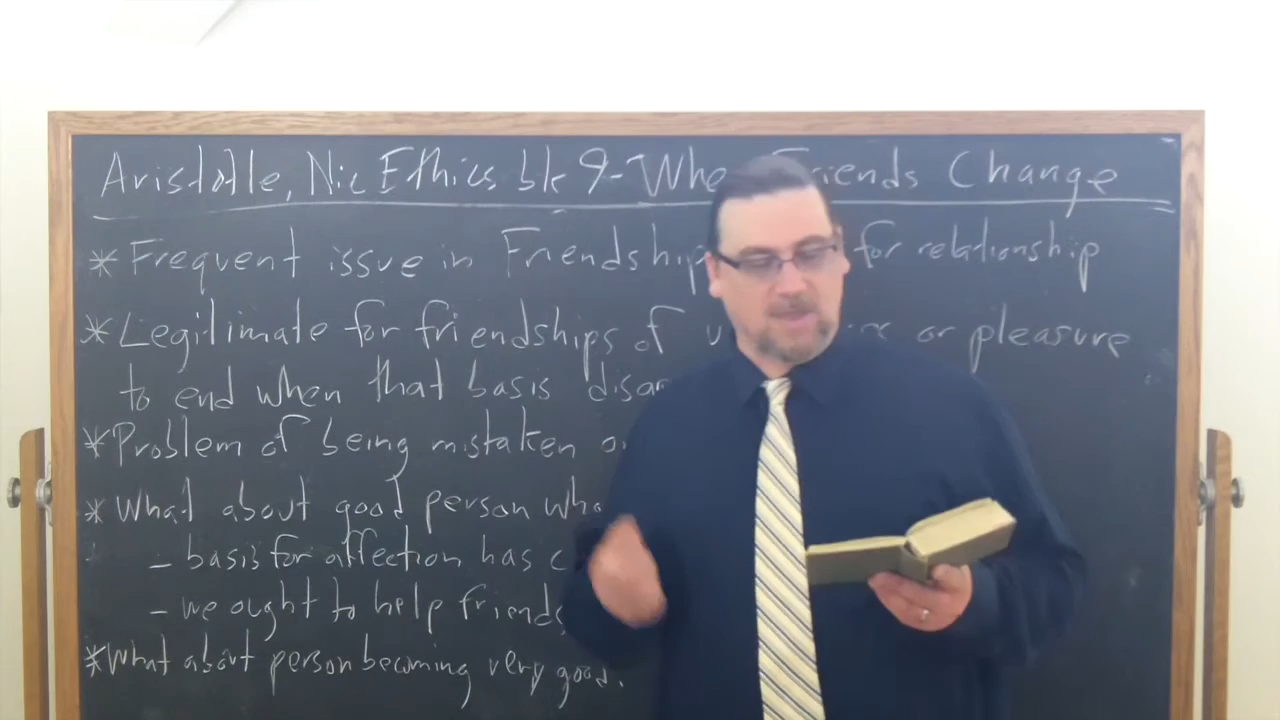 Aristotle, Nic Ethics bk 9 - Whe Friends Change
* Frequent issue in Friendship for relationship
* Legitimate for friendships of or pleasure
to end when that basis
* Problem of being mistaken
* What about good person who
- basis for affection has
- we ought to help friends
* What about person becoming very good.